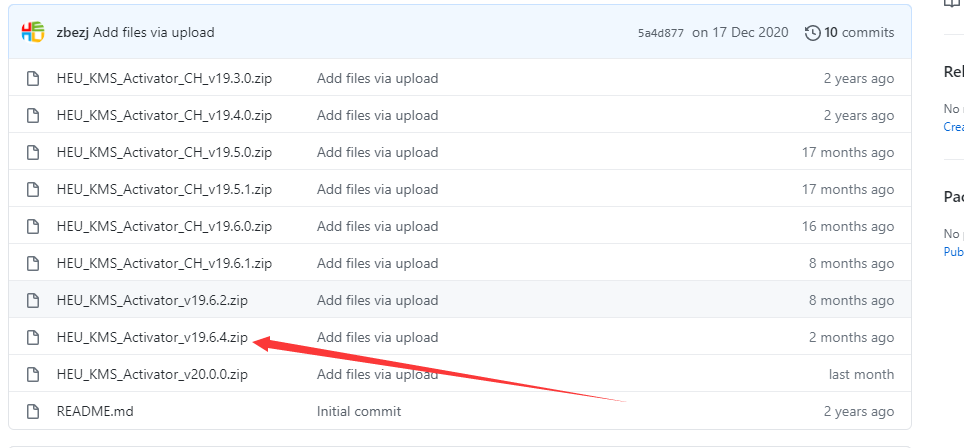 zbezj Add files via upload 5a4d877 on 17 Dec 2020 10 commits
HEU_KMS_Activator_CH_v19.3.0.zip Add files via upload 2 years ago
HEU_KMS_Activator_CH_v19.4.0.zip Add files via upload 2 years ago
HEU_KMS_Activator_CH_v19.5.0.zip Add files via upload 17 months ago
HEU_KMS_Activator_CH_v19.5.1.zip Add files via upload 17 months ago
HEU_KMS_Activator_CH_v19.6.0.zip Add files via upload 16 months ago
HEU_KMS_Activator_CH_v19.6.1.zip Add files via upload 8 months ago
HEU_KMS_Activator_v19.6.2.zip Add files via upload 8 months ago
HEU_KMS_Activator_v19.6.4.zip Add files via upload 2 months ago
HEU_KMS_Activator_v20.0.0.zip Add files via upload last month
README.md Initial commit 2 years ago
Rel
No
Crea
Pac
No
Pub